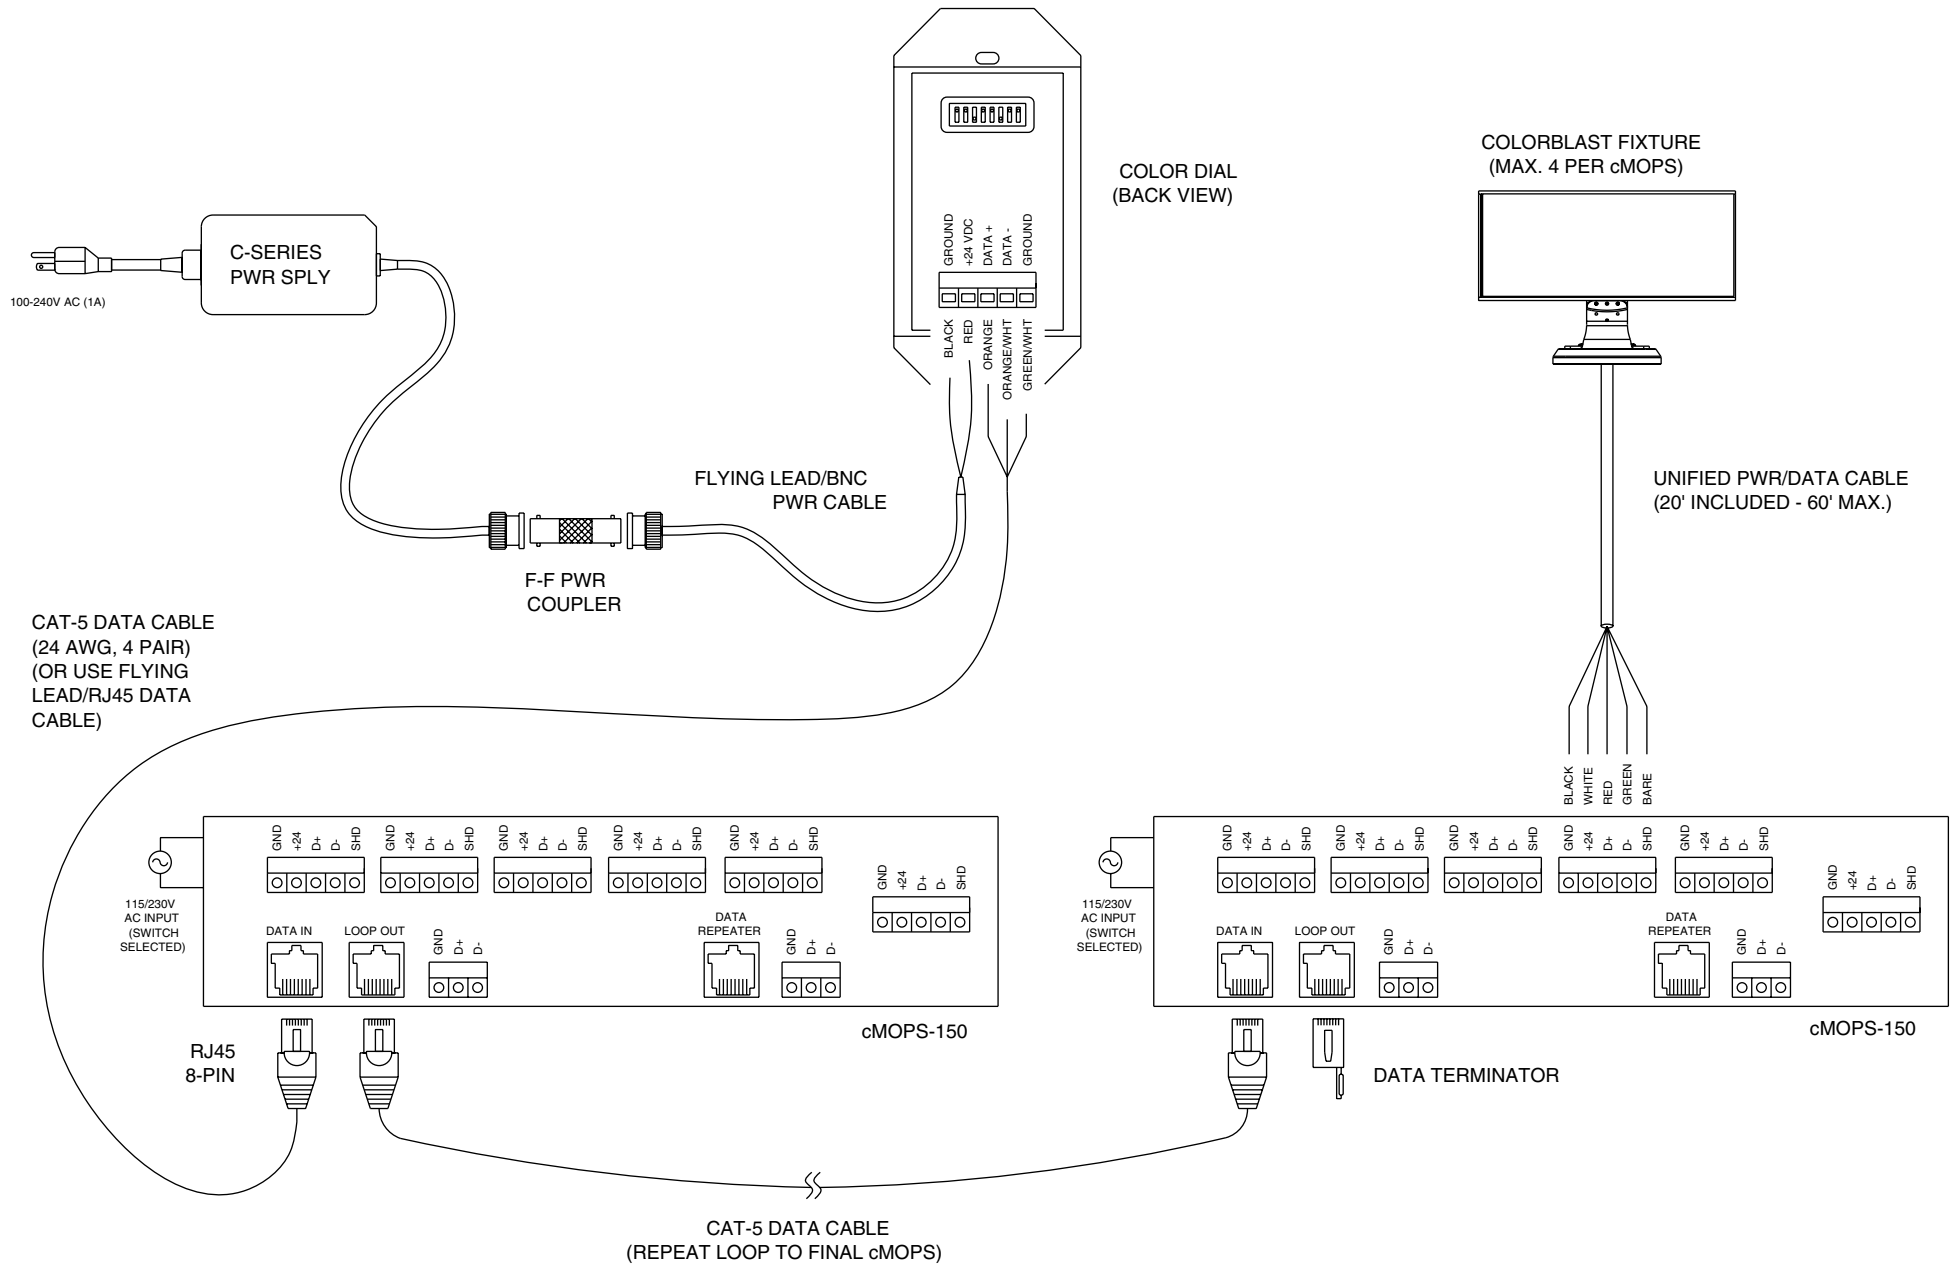 COLORBLAST FIXTURE
(MAX. 4 PER cMOPS)
COLOR DIAL
(BACK VIEW)
C-SERIES
PWR SPLY
100-240V AC (1A)
GROUND
+24 VDC
DATA +
DATA -
GROUND
BLACK
RED
ORANGE
ORANGE/WHT
GREEN/WHT
FLYING LEAD/BNC
PWR CABLE
UNIFIED PWR/DATA CABLE
(20' INCLUDED - 60' MAX.)
F-F PWR
COUPLER
CAT-5 DATA CABLE
(24 AWG, 4 PAIR)
(OR USE FLYING
LEAD/RJ45 DATA
CABLE)
BLACK
WHITE
RED
GREEN
BARE
GND
+24
D+
D-
SHD
GND
+24
D+
D-
SHD
GND
+24
D+
D-
SHD
GND
+24
D+
D-
SHD
GND
+24
D+
D-
SHD
GND
+24
D+
D-
SHD
115/230V
AC INPUT
(SWITCH
SELECTED)
DATA IN
LOOP OUT
GND
D+
D-
DATA
REPEATER
GND
D+
D-
cMOPS-150
GND
+24
D+
D-
SHD
GND
+24
D+
D-
SHD
GND
+24
D+
D-
SHD
GND
+24
D+
D-
SHD
GND
+24
D+
D-
SHD
GND
+24
D+
D-
SHD
115/230V
AC INPUT
(SWITCH
SELECTED)
DATA IN
LOOP OUT
GND
D+
D-
DATA
REPEATER
GND
D+
D-
cMOPS-150
RJ45
8-PIN
DATA TERMINATOR
CAT-5 DATA CABLE
(REPEAT LOOP TO FINAL cMOPS)